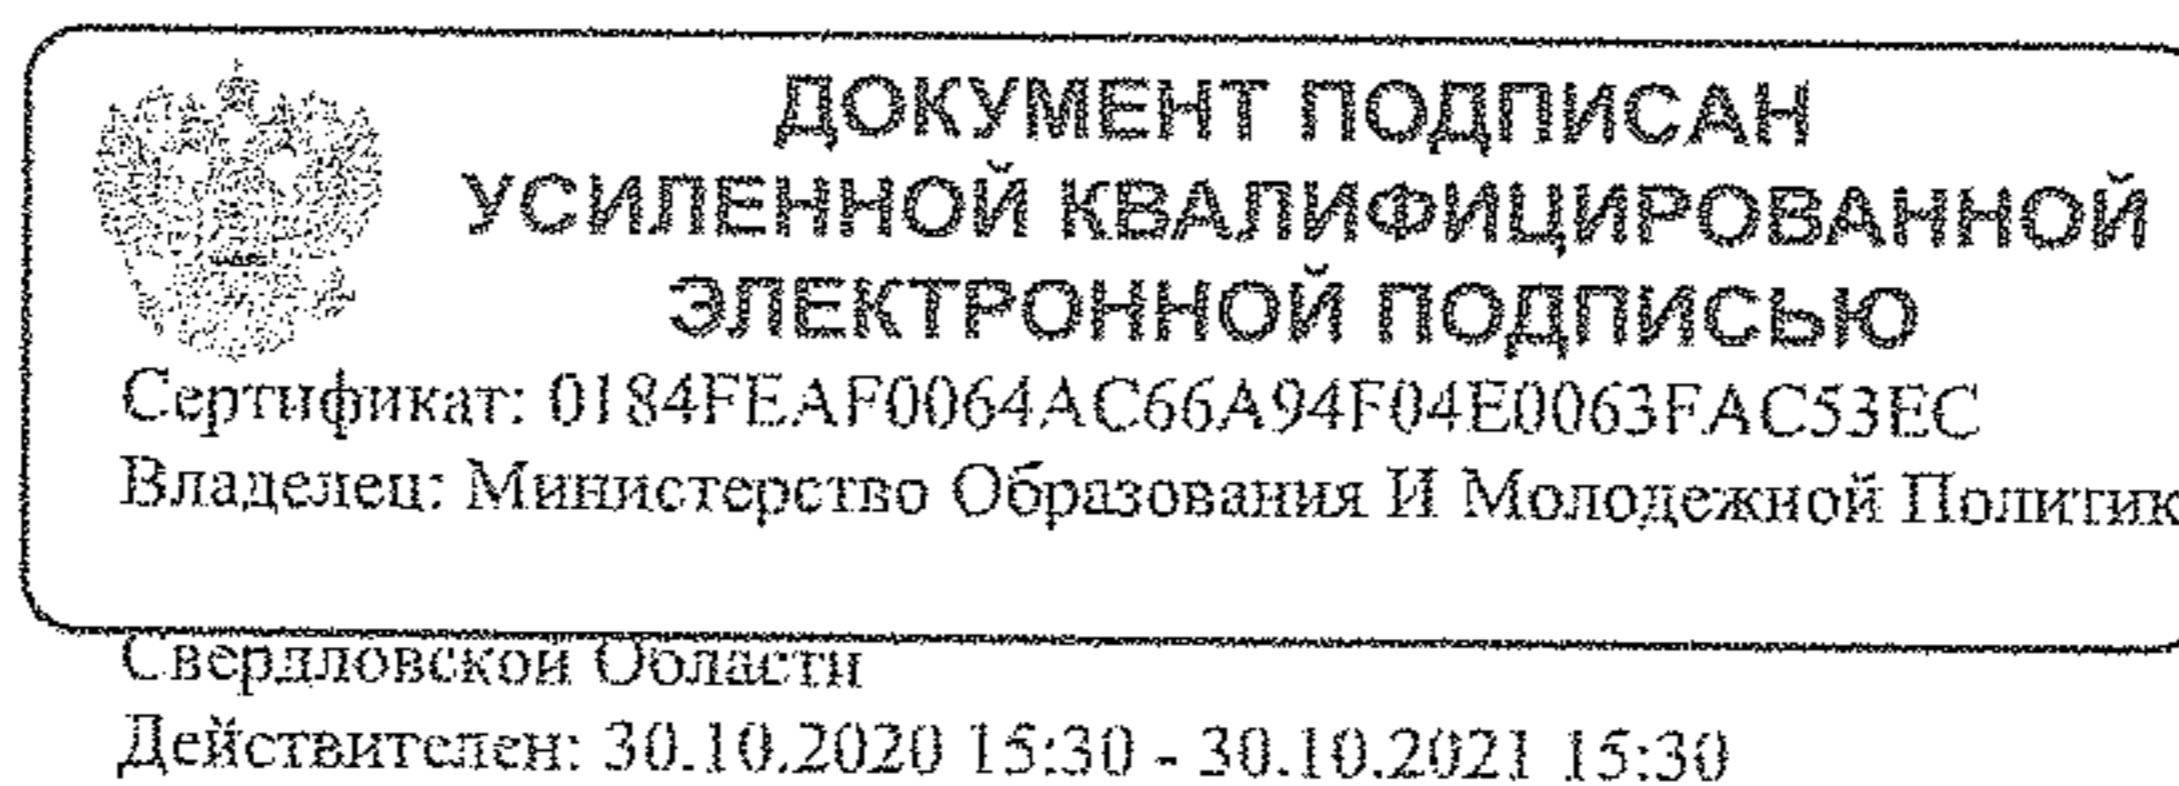 ДОКУМЕНТ ПОДПИСАН
УСИЛЕННОЙ КВАЛИФИЦИРОВАННОЙ
ЭЛЕКТРОННОЙ ПОДПИСЬЮ
Сертификат: 0184FEAF0064AC66A94F04E0063FAC53EC
Владелец: Министерство Образования И Молодежной Политик
Свердловской Области
Действителен: 30.10.2020 15:30 - 30.10.2021 15:30